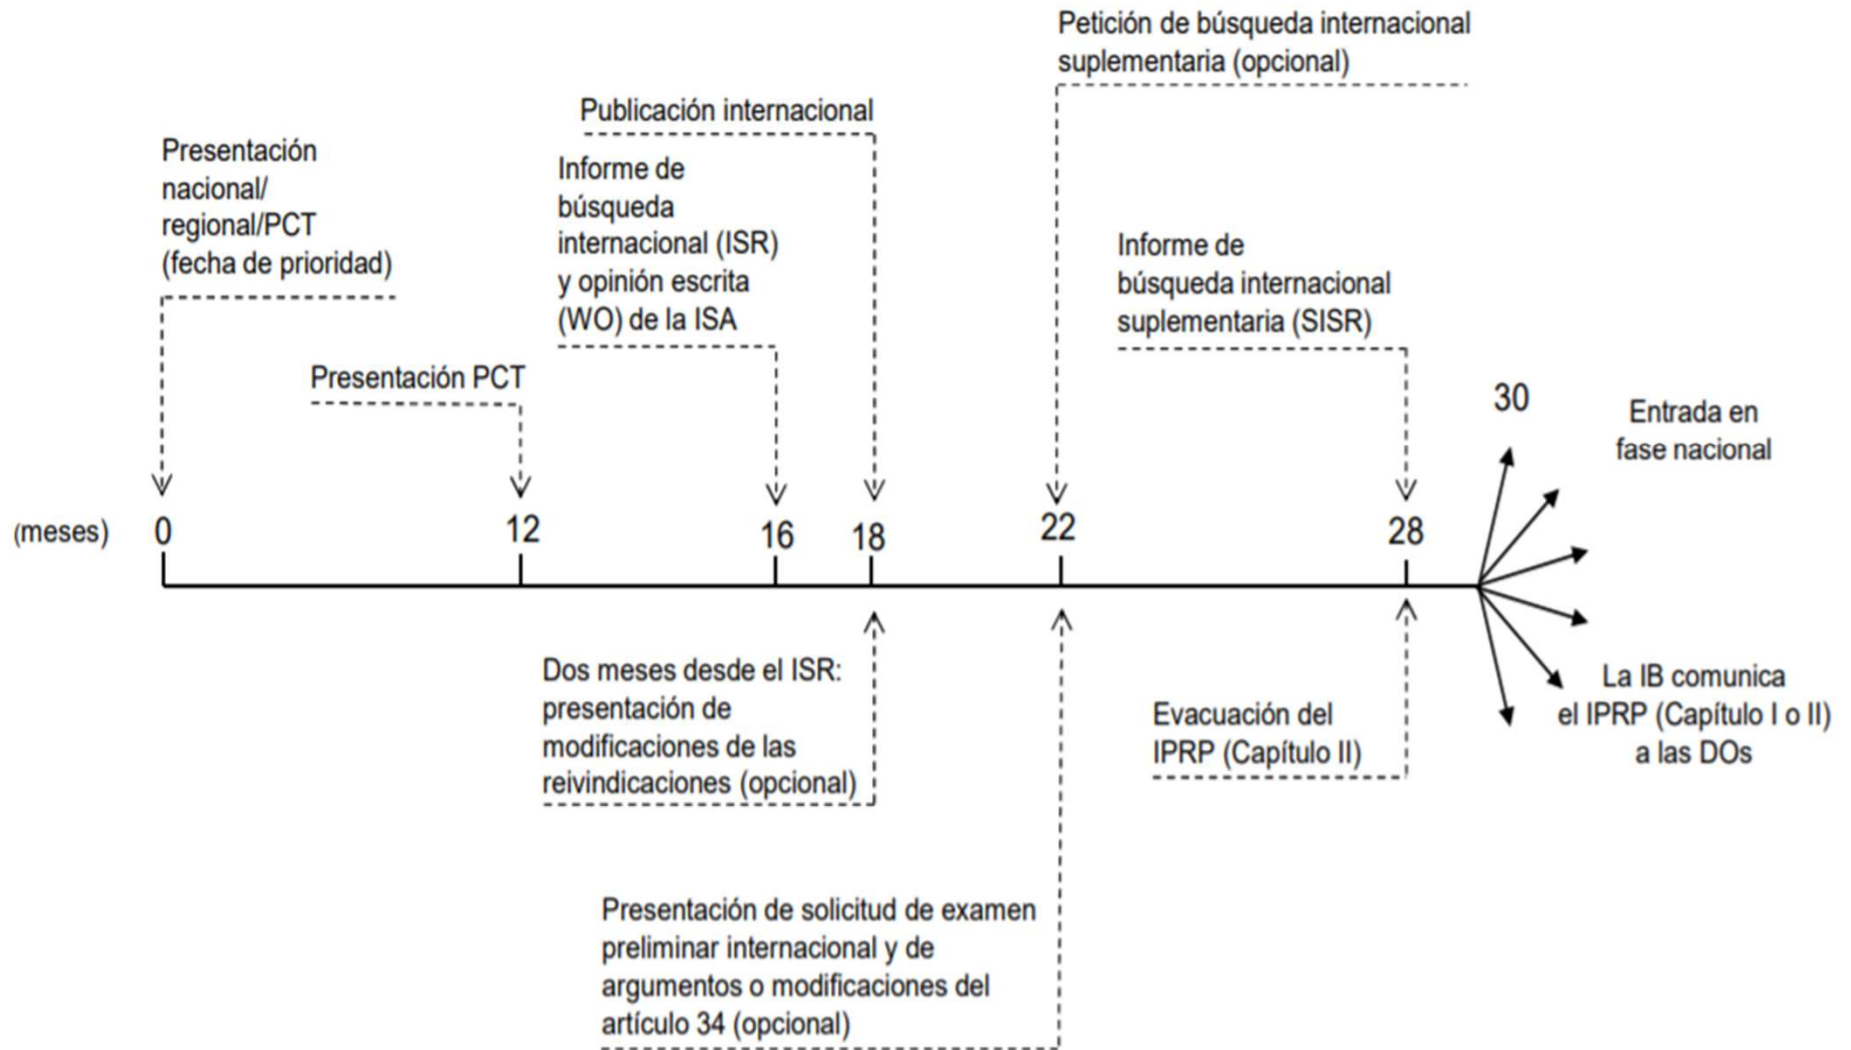 Petición de búsqueda internacional
suplementaria (opcional)
Publicación internacional
Presentación
nacional/
regional/PCT
(fecha de prioridad)
Informe de
búsqueda
internacional (ISR)
y opinión escrita
(WO) de la ISA
Informe de
búsqueda internacional
suplementaria (SISR)
Presentación PCT
30
Entrada en
fase nacional
(meses) 0 12 16 18 22 28
Dos meses desde el ISR:
presentación de
modificaciones de las
reivindicaciones (opcional)
Evacuación del
IPRP (Capítulo II)
La IB comunica
el IPRP (Capítulo I o II)
a las DOs
Presentación de solicitud de examen
preliminar internacional y de
argumentos o modificaciones del
artículo 34 (opcional)